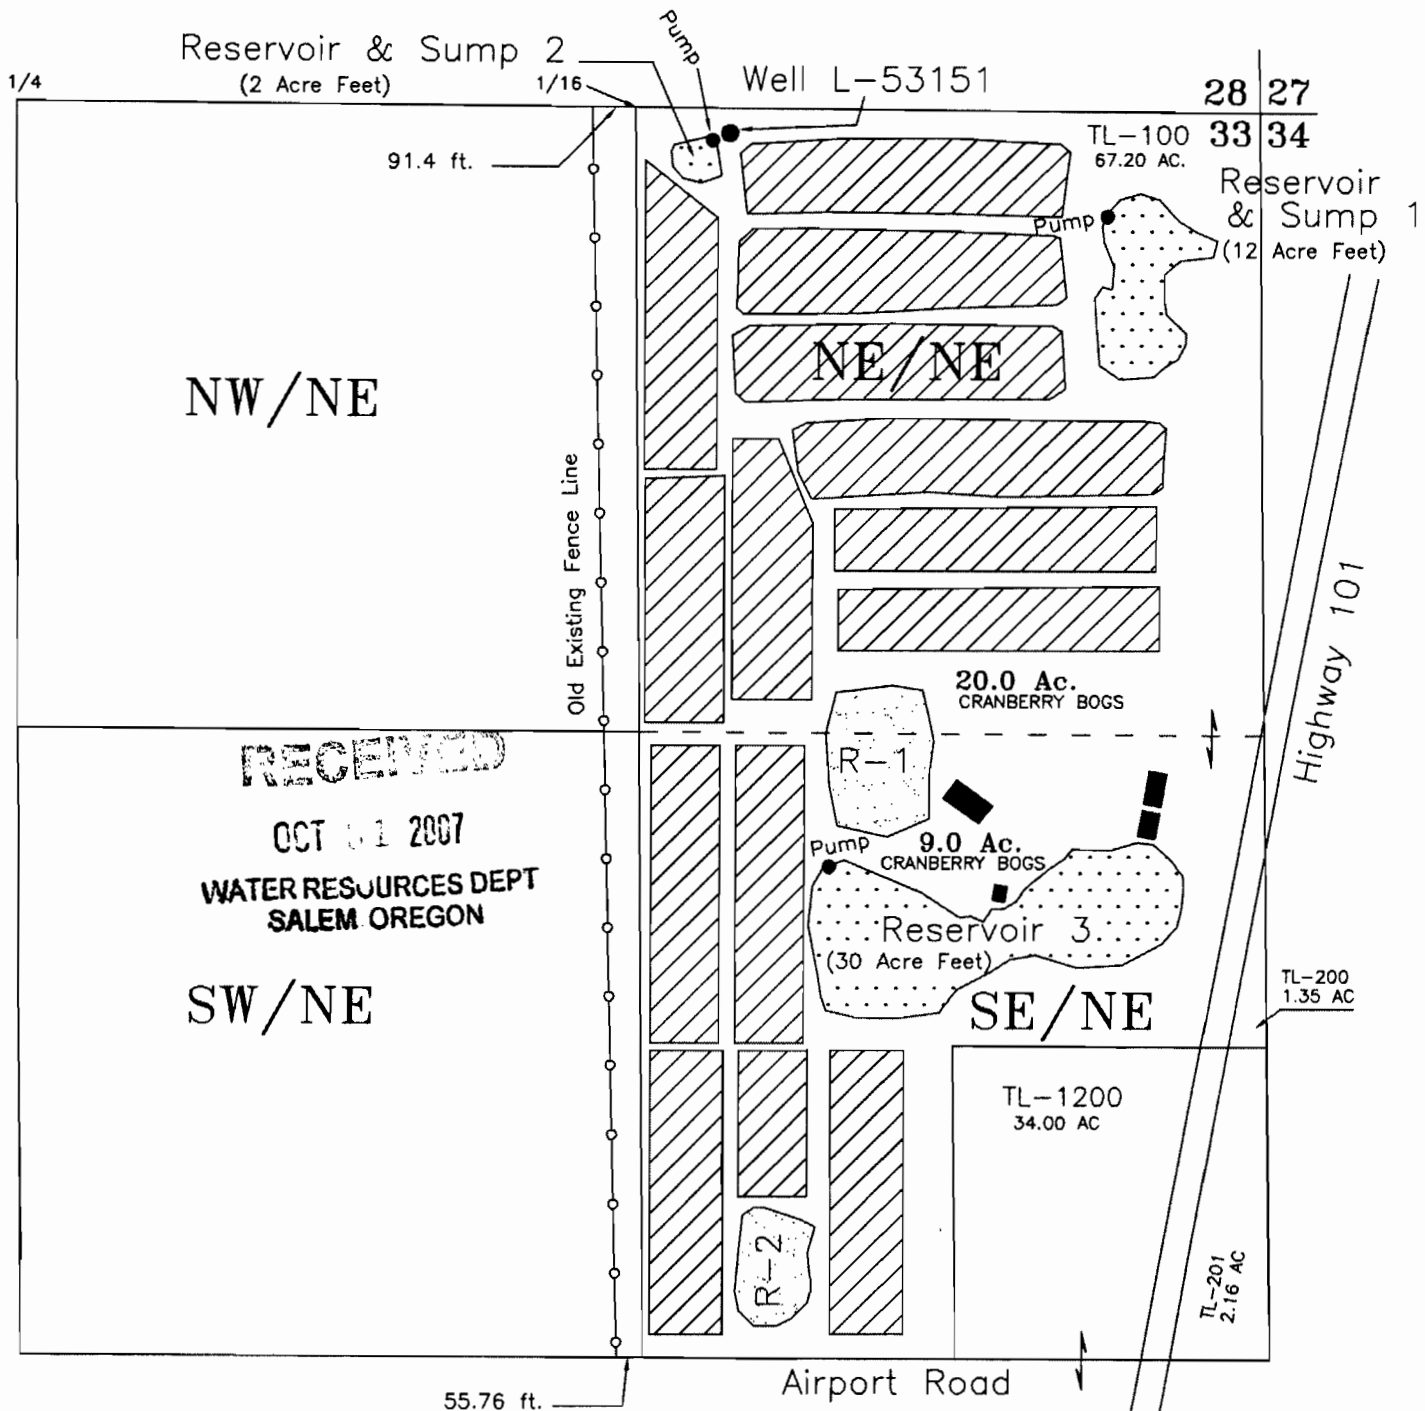 Reservoir & Sump 2
(2 Acre Feet)
Pump
Well L-53151
1/4
1/16
28 27
33 34
TL-100
67.20 AC.
91.4 ft.
Reservoir
& Sump 1
(12 Acre Feet)
Pump
NW/NE
NE/NE
Old Existing Fence Line
Highway 101
20.0 Ac.
CRANBERRY BOGS
RECEIVED
OCT 1 2007
WATER RESOURCES DEPT
SALEM OREGON
R-1
Pump
9.0 Ac.
CRANBERRY BOGS
Reservoir 3
(30 Acre Feet)
SW/NE
SE/NE
TL-200
1.35 AC
TL-1200
34.00 AC
R-2
TL-201
2.16 AC
Airport Road
55.76 ft.